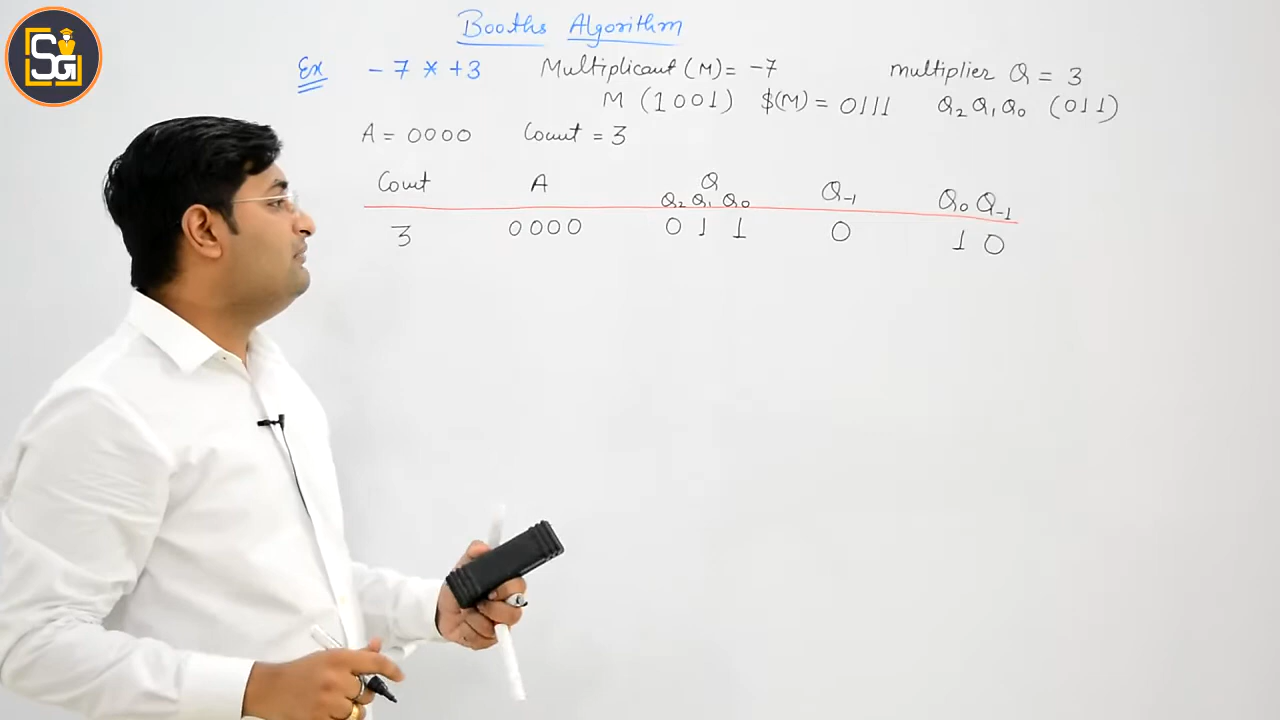 SG
Booths Algorithm
Ex -7 * +3 Multiplicant (M) = -7 multiplier Q = 3
M (1001) $(M) = 0111 Q2 Q1 Q0 (011)
A = 0000 Count = 3
Count A Q Q-1 Q0 Q-1
Q2 Q1 Q0
3 0000 0 1 1 0 1 0